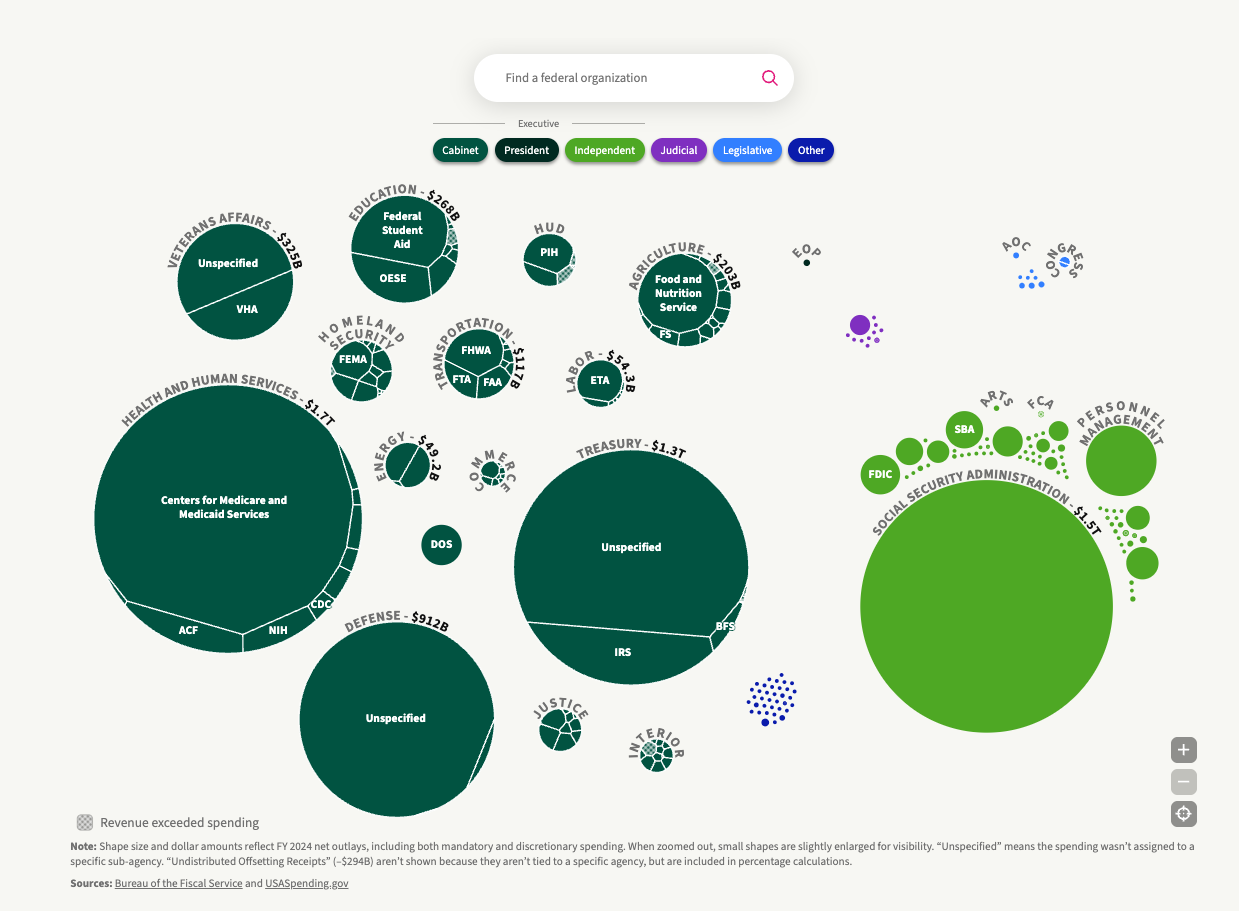 Find a federal organization
Executive
Cabinet
President
Independent
Judicial
Legislative
Other
VETERANS AFFAIRS - $325B
Unspecified
VHA
EDUCATION - $268B
Federal
Student
Aid
OESE
HUD
PIH
AGRICULTURE - $203B
Food and
Nutrition
Service
FS
EOP
AOC
CONGRESS
HOMELAND
SECURITY
FEMA
TRANSPORTATION - $117B
FHWA
FTA
FAA
LABOR - $54.3B
ETA
HEALTH AND HUMAN SERVICES - $1.7T
Centers for Medicare and
Medicaid Services
ACF
NIH
CDC
ENERGY - $49.2B
COMMERCE
DOS
TREASURY - $1.3T
Unspecified
IRS
BFS
ARTS
FCA
PERSONNEL
MANAGEMENT
SBA
FDIC
SOCIAL SECURITY ADMINISTRATION - $1.5T
DEFENSE - $912B
Unspecified
JUSTICE
INTERIOR
Revenue exceeded spending
Note: Shape size and dollar amounts reflect FY 2024 net outlays, including both mandatory and discretionary spending. When zoomed out, small shapes are slightly enlarged for visibility. “Unspecified” means the spending wasn’t assigned to a
specific sub-agency. “Undistributed Offsetting Receipts” (–$294B) aren’t shown because they aren’t tied to a specific agency, but are included in percentage calculations.
Sources: Bureau of the Fiscal Service and USASpending.gov